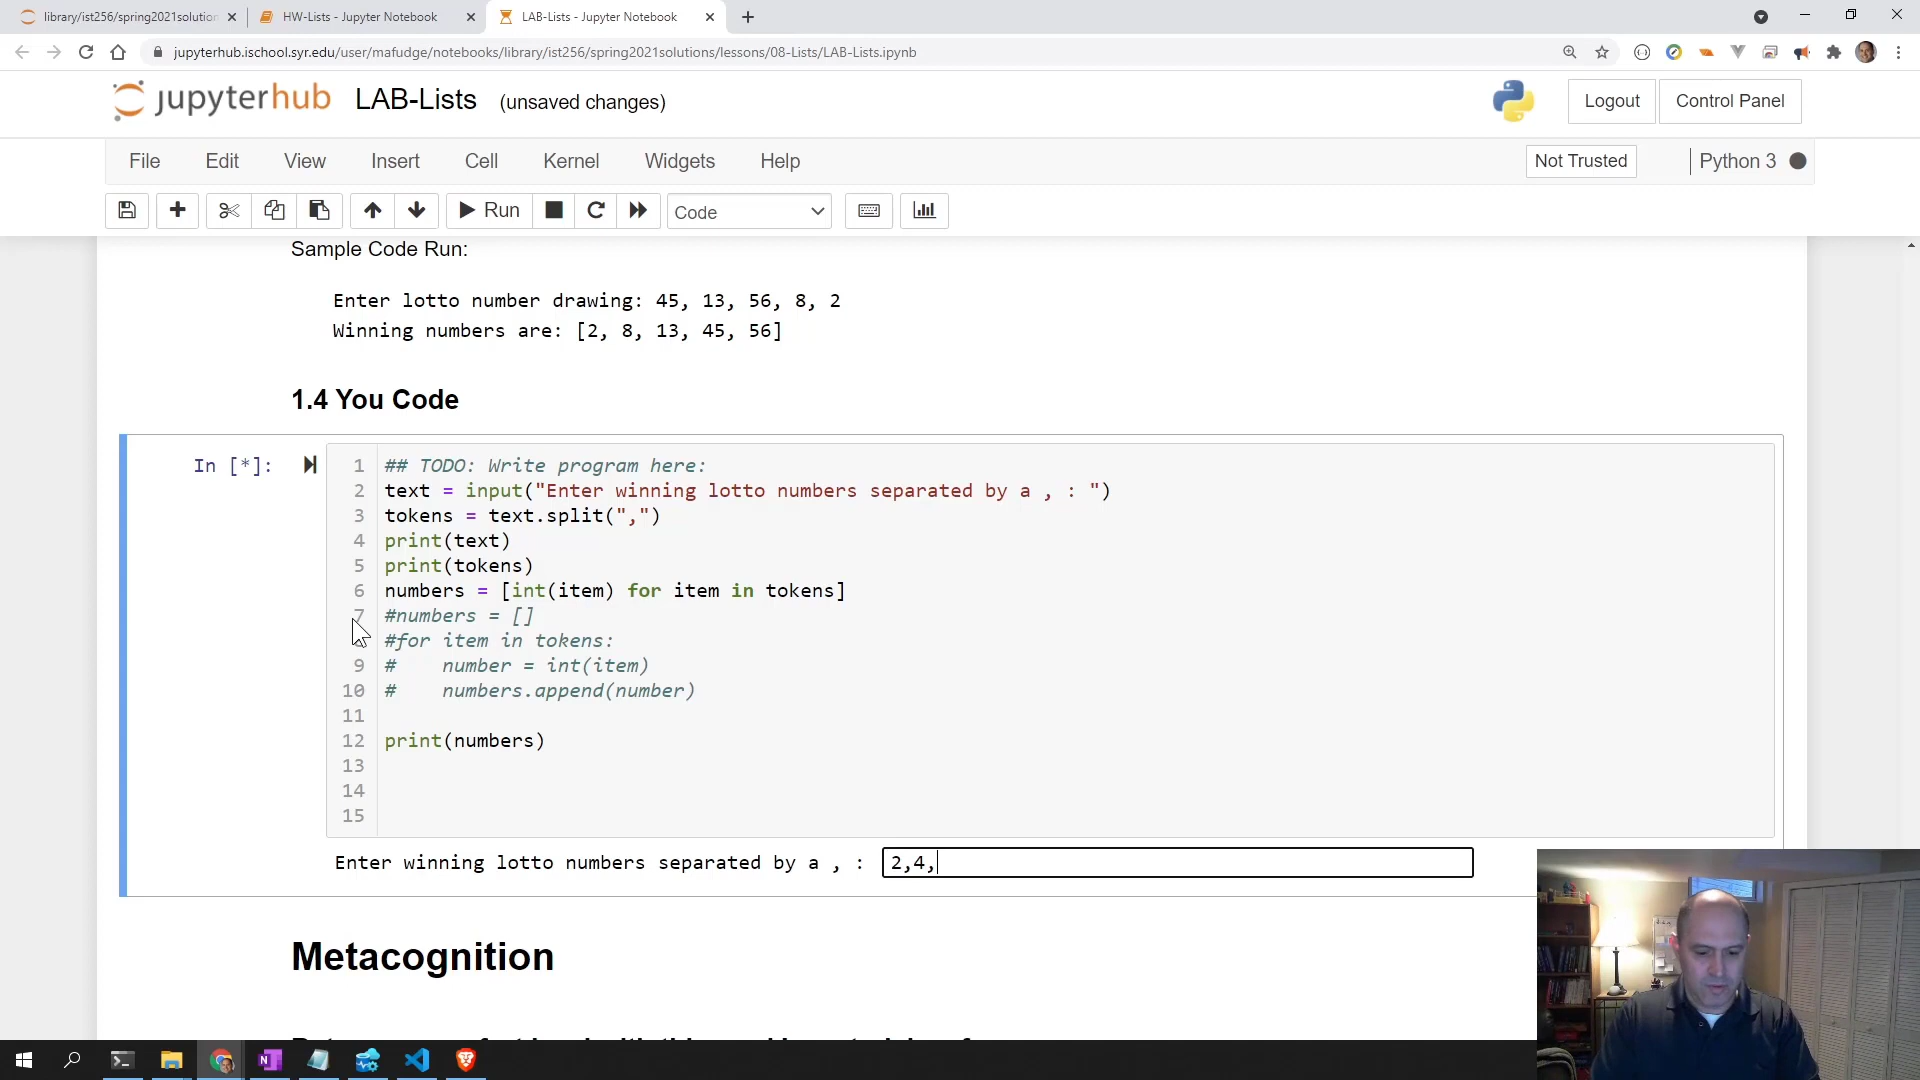 library/ist256/spring2021solution
HW-Lists - Jupyter Notebook
LAB-Lists - Jupyter Notebook
jupyterhub.ischool.syr.edu/user/mafudge/notebooks/library/ist256/spring2021solutions/lessons/08-Lists/LAB-Lists.ipynb
jupyterhub LAB-Lists (unsaved changes)
Logout
Control Panel
File Edit View Insert Cell Kernel Widgets Help
Not Trusted
Python 3
Run
Code
Sample Code Run:
Enter lotto number drawing: 45, 13, 56, 8, 2
Winning numbers are: [2, 8, 13, 45, 56]
1.4 You Code
In [*]:
1 ## TODO: Write program here:
2 text = input("Enter winning lotto numbers separated by a , : ")
3 tokens = text.split(",")
4 print(text)
5 print(tokens)
6 numbers = [int(item) for item in tokens]
7 #numbers = []
#for item in tokens:
9 #    number = int(item)
10 #    numbers.append(number)
11
12 print(numbers)
13
14
15
Enter winning lotto numbers separated by a , : 2,4,
Metacognition